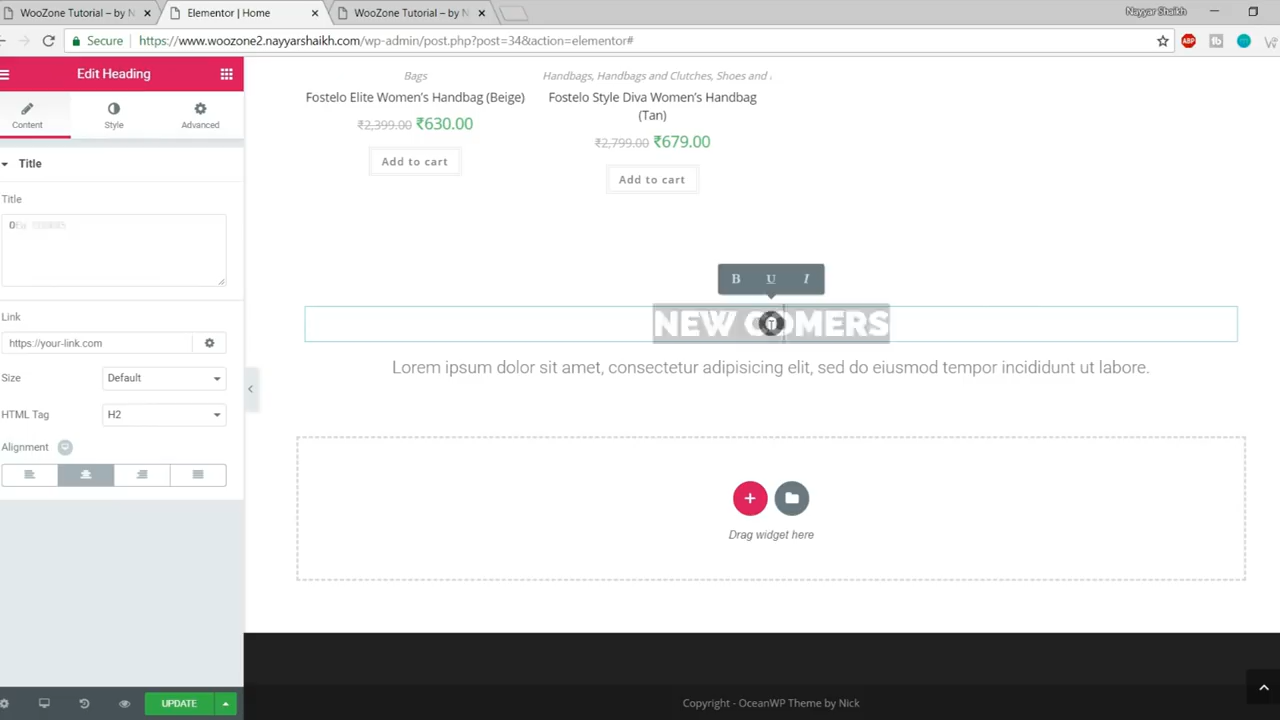 WooZone Tutorial – by N
Elementor | Home
WooZone Tutorial – by N
Nayyar Shaikh
Secure
https://www.woozone2.nayyarshaikh.com/wp-admin/post.php?post=34&action=elementor#
ABP
Edit Heading
Content
Style
Advanced
Title
Title
Link
https://your-link.com
Size
Default
HTML Tag
H2
Alignment
UPDATE
Bags
Fostelo Elite Women's Handbag (Beige)
₹2,399.00 ₹630.00
Add to cart
Handbags, Handbags and Clutches, Shoes and
Fostelo Style Diva Women's Handbag
(Tan)
₹2,799.00 ₹679.00
Add to cart
B U I
NEW COMERS
Lorem ipsum dolor sit amet, consectetur adipisicing elit, sed do eiusmod tempor incididunt ut labore.
Drag widget here
Copyright - OceanWP Theme by Nick